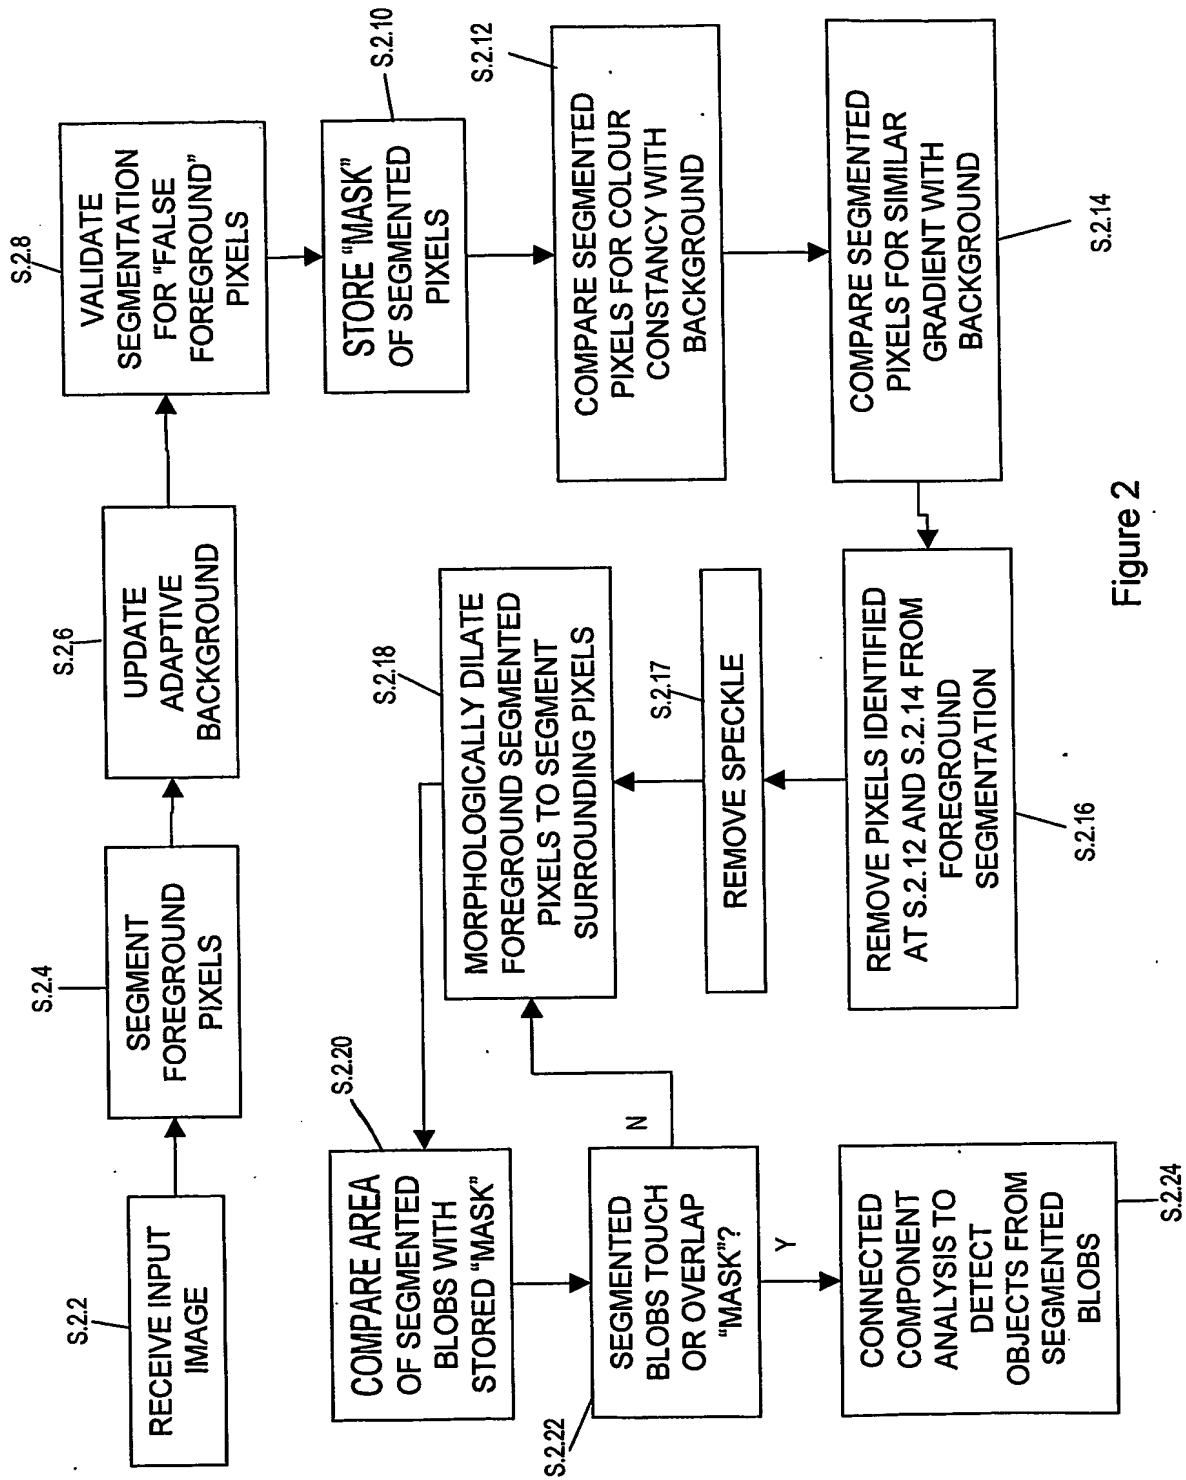 S.2.2
RECEIVE INPUT
IMAGE
S.2.4
SEGMENT
FOREGROUND
PIXELS
S.2.6
UPDATE
ADAPTIVE
BACKGROUND
S.2.8
VALIDATE
SEGMENTATION
FOR "FALSE
FOREGROUND"
PIXELS
S.2.10
STORE "MASK"
OF SEGMENTED
PIXELS
S.2.12
COMPARE SEGMENTED
PIXELS FOR COLOUR
CONSTANCY WITH
BACKGROUND
S.2.14
COMPARE SEGMENTED
PIXELS FOR SIMILAR
GRADIENT WITH
BACKGROUND
S.2.16
REMOVE PIXELS IDENTIFIED
AT S.2.12 AND S.2.14 FROM
FOREGROUND
SEGMENTATION
S.2.17
REMOVE SPECKLE
S.2.18
MORPHOLOGICALLY DILATE
FOREGROUND SEGMENTED
PIXELS TO SEGMENT
SURROUNDING PIXELS
S.2.20
COMPARE AREA
OF SEGMENTED
BLOBS WITH
STORED "MASK"
S.2.22
SEGMENTED
BLOBS TOUCH
OR OVERLAP
"MASK"?
N
Y
S.2.24
CONNECTED
COMPONENT
ANALYSIS TO
DETECT
OBJECTS FROM
SEGMENTED
BLOBS
Figure 2